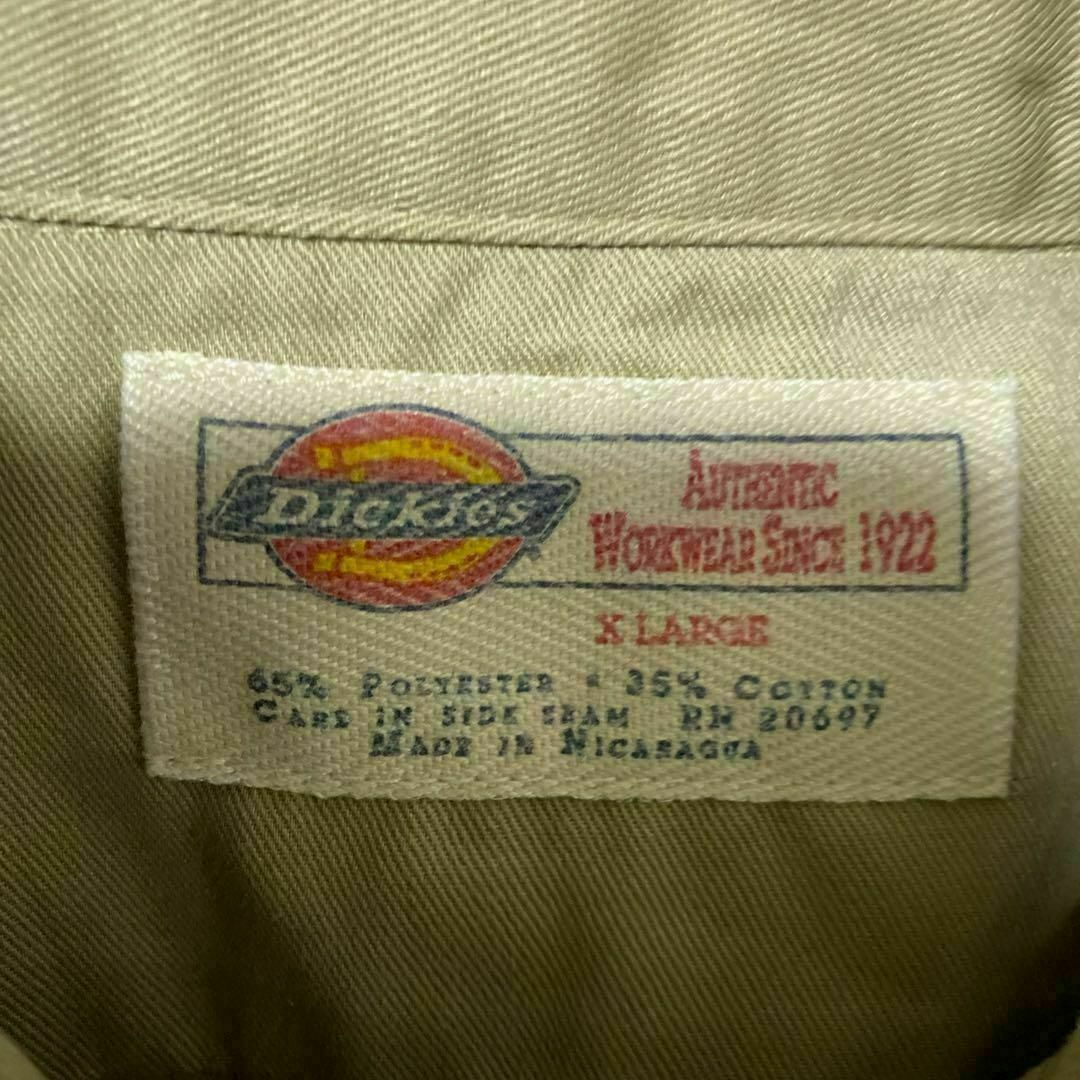 Dickies
AUTHENTIC
WORKWEAR SINCE 1922
X LARGE
65% POLYESTER * 35% COTTON
CARE IN SIDE SEAM RN 20697
MADE IN NICARAGUA